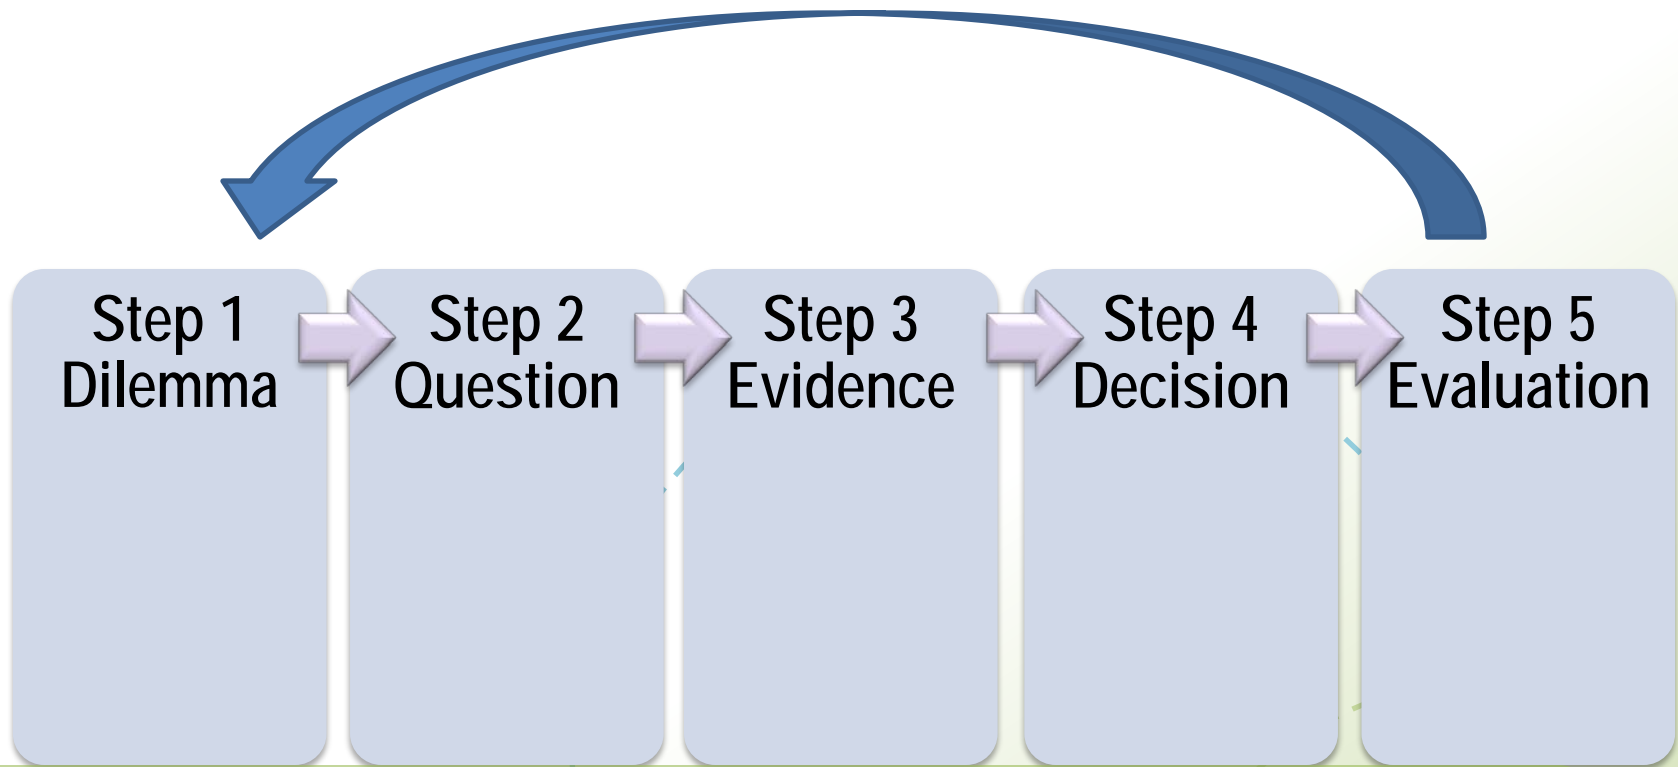 Step 1
Dilemma
Step 2
Question
Step 3
Evidence
Step 4
Decision
Step 5
Evaluation